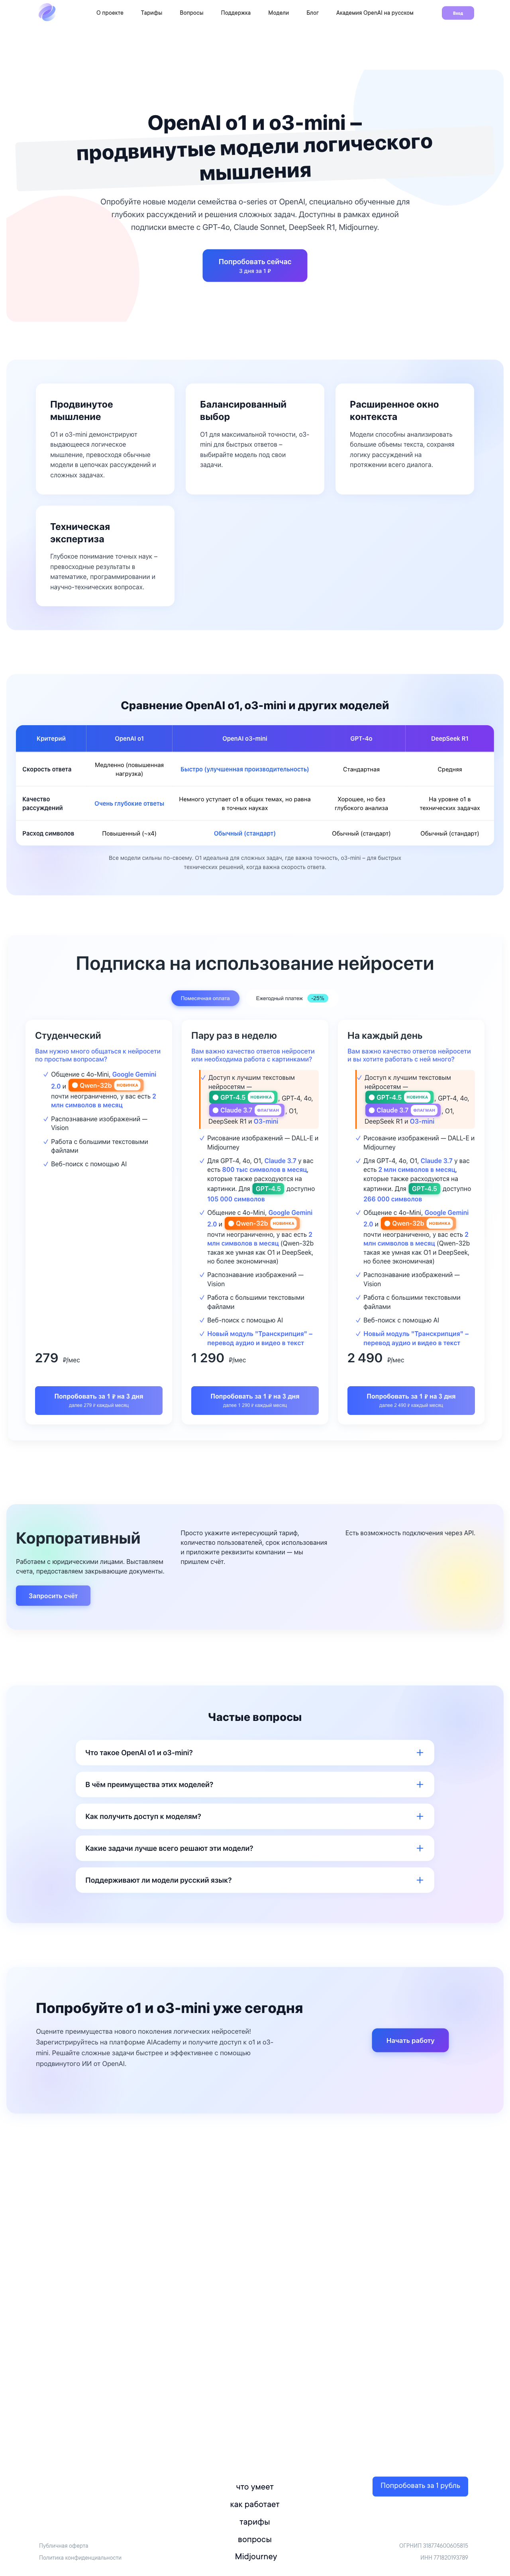 О проекте
Тарифы
Вопросы
Поддержка
Модели
Блог
Академия OpenAI на русском
Вход
OpenAI o1 и o3-mini –
продвинутые модели логического
мышления
Опробуйте новые модели семейства o-series от OpenAI, специально обученные для
глубоких рассуждений и решения сложных задач. Доступны в рамках единой
подписки вместе с GPT-4o, Claude Sonnet, DeepSeek R1, Midjourney.
Попробовать сейчас
3 дня за 1 ₽
Продвинутое
мышление
O1 и o3-mini демонстрируют
выдающееся логическое
мышление, превосходя обычные
модели в цепочках рассуждений и
сложных задачах.
Балансированный
выбор
O1 для максимальной точности, o3-
mini для быстрых ответов –
выбирайте модель под свои
задачи.
Расширенное окно
контекста
Модели способны анализировать
большие объемы текста, сохраняя
логику рассуждений на
протяжении всего диалога.
Техническая
экспертиза
Глубокое понимание точных наук –
превосходные результаты в
математике, программировании и
научно-технических вопросах.
Сравнение OpenAI o1, o3-mini и других моделей
Критерий
OpenAI o1
OpenAI o3-mini
GPT-4o
DeepSeek R1
Скорость ответа
Медленно (повышенная
нагрузка)
Быстро (улучшенная производительность)
Стандартная
Средняя
Качество
рассуждений
Очень глубокие ответы
Немного уступает o1 в общих темах, но равна
в точных науках
Хорошее, но без
глубокого анализа
На уровне o1 в
технических задачах
Расход символов
Повышенный (~x4)
Обычный (стандарт)
Обычный (стандарт)
Обычный (стандарт)
Все модели сильны по-своему. O1 идеальна для сложных задач, где важна точность, o3-mini – для быстрых
технических решений, когда важна скорость ответа.
Подписка на использование нейросети
Помесячная оплата
Ежегодный платеж -25%
Студенческий
Вам нужно много общаться к нейросети
по простым вопросам?
Общение с 4o-Mini, Google Gemini
2.0 и Qwen-32b НОВИНКА
почти неограниченно, у вас есть 2
млн символов в месяц
Распознавание изображений —
Vision
Работа с большими текстовыми
файлами
Веб-поиск с помощью AI
279 ₽/мес
Попробовать за 1 ₽ на 3 дня
далее 279 ₽ каждый месяц
Пару раз в неделю
Вам важно качество ответов нейросети
или необходима работа с картинками?
Доступ к лучшим текстовым
нейросетям —
GPT-4.5 НОВИНКА, GPT-4, 4o,
Claude 3.7 ФЛАГМАН, O1,
DeepSeek R1 и O3-mini
Рисование изображений — DALL-E и
Midjourney
Для GPT-4, 4o, O1, Claude 3.7 у вас
есть 800 тыс символов в месяц,
которые также расходуются на
картинки. Для GPT-4.5 доступно
105 000 символов
Общение с 4o-Mini, Google Gemini
2.0 и Qwen-32b НОВИНКА
почти неограниченно, у вас есть 2
млн символов в месяц (Qwen-32b
такая же умная как O1 и DeepSeek,
но более экономичная)
Распознавание изображений —
Vision
Работа с большими текстовыми
файлами
Веб-поиск с помощью AI
Новый модуль "Транскрипция" –
перевод аудио и видео в текст
1 290 ₽/мес
Попробовать за 1 ₽ на 3 дня
далее 1 290 ₽ каждый месяц
На каждый день
Вам важно качество ответов нейросети
и вы хотите работать с ней много?
Доступ к лучшим текстовым
нейросетям —
GPT-4.5 НОВИНКА, GPT-4, 4o,
Claude 3.7 ФЛАГМАН, O1,
DeepSeek R1 и O3-mini
Рисование изображений — DALL-E и
Midjourney
Для GPT-4, 4o, O1, Claude 3.7 у вас
есть 2 млн символов в месяц,
которые также расходуются на
картинки. Для GPT-4.5 доступно
266 000 символов
Общение с 4o-Mini, Google Gemini
2.0 и Qwen-32b НОВИНКА
почти неограниченно, у вас есть 2
млн символов в месяц (Qwen-32b
такая же умная как O1 и DeepSeek,
но более экономичная)
Распознавание изображений —
Vision
Работа с большими текстовыми
файлами
Веб-поиск с помощью AI
Новый модуль "Транскрипция" –
перевод аудио и видео в текст
2 490 ₽/мес
Попробовать за 1 ₽ на 3 дня
далее 2 490 ₽ каждый месяц
Корпоративный
Работаем с юридическими лицами. Выставляем
счета, предоставляем закрывающие документы.
Запросить счёт
Просто укажите интересующий тариф,
количество пользователей, срок использования
и приложите реквизиты компании — мы
пришлем счёт.
Есть возможность подключения через API.
Частые вопросы
Что такое OpenAI o1 и o3-mini?
В чём преимущества этих моделей?
Как получить доступ к моделям?
Какие задачи лучше всего решают эти модели?
Поддерживают ли модели русский язык?
Попробуйте o1 и o3-mini уже сегодня
Оцените преимущества нового поколения логических нейросетей!
Зарегистрируйтесь на платформе AIAcademy и получите доступ к o1 и o3-
mini. Решайте сложные задачи быстрее и эффективнее с помощью
продвинутого ИИ от OpenAI.
Начать работу
что умеет
как работает
тарифы
вопросы
Midjourney
Попробовать за 1 рубль
Публичная оферта
Политика конфиденциальности
ОГРНИП 318774600605815
ИНН 771820193789